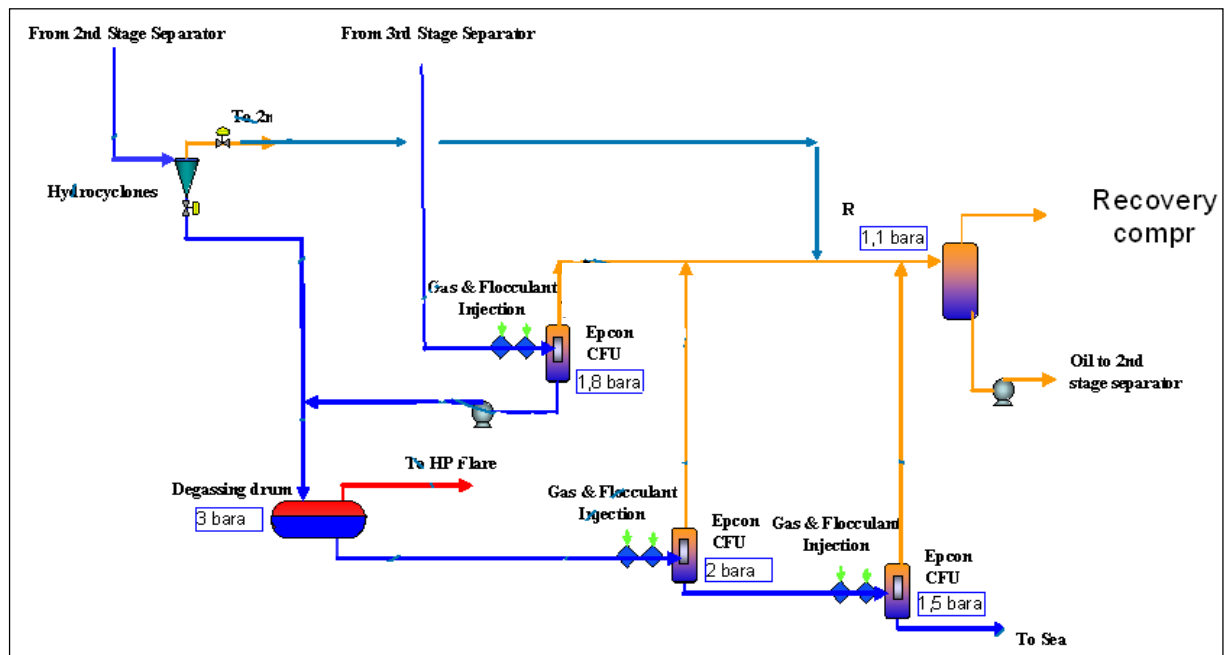 From 2nd Stage Separator
From 3rd Stage Separator
To 2n
Hydrocyclones
R
1,1 bara
Recovery
compr
Gas & Flocculant
Injection
Epcon
CFU
1,8 bara
Oil to 2nd
stage separator
To HP Flare
Degassing drum
3 bara
Gas & Flocculant
Injection
Epcon
CFU
2 bara
Gas & Flocculant
Injection
Epcon
CFU
1,5 bara
To Sea